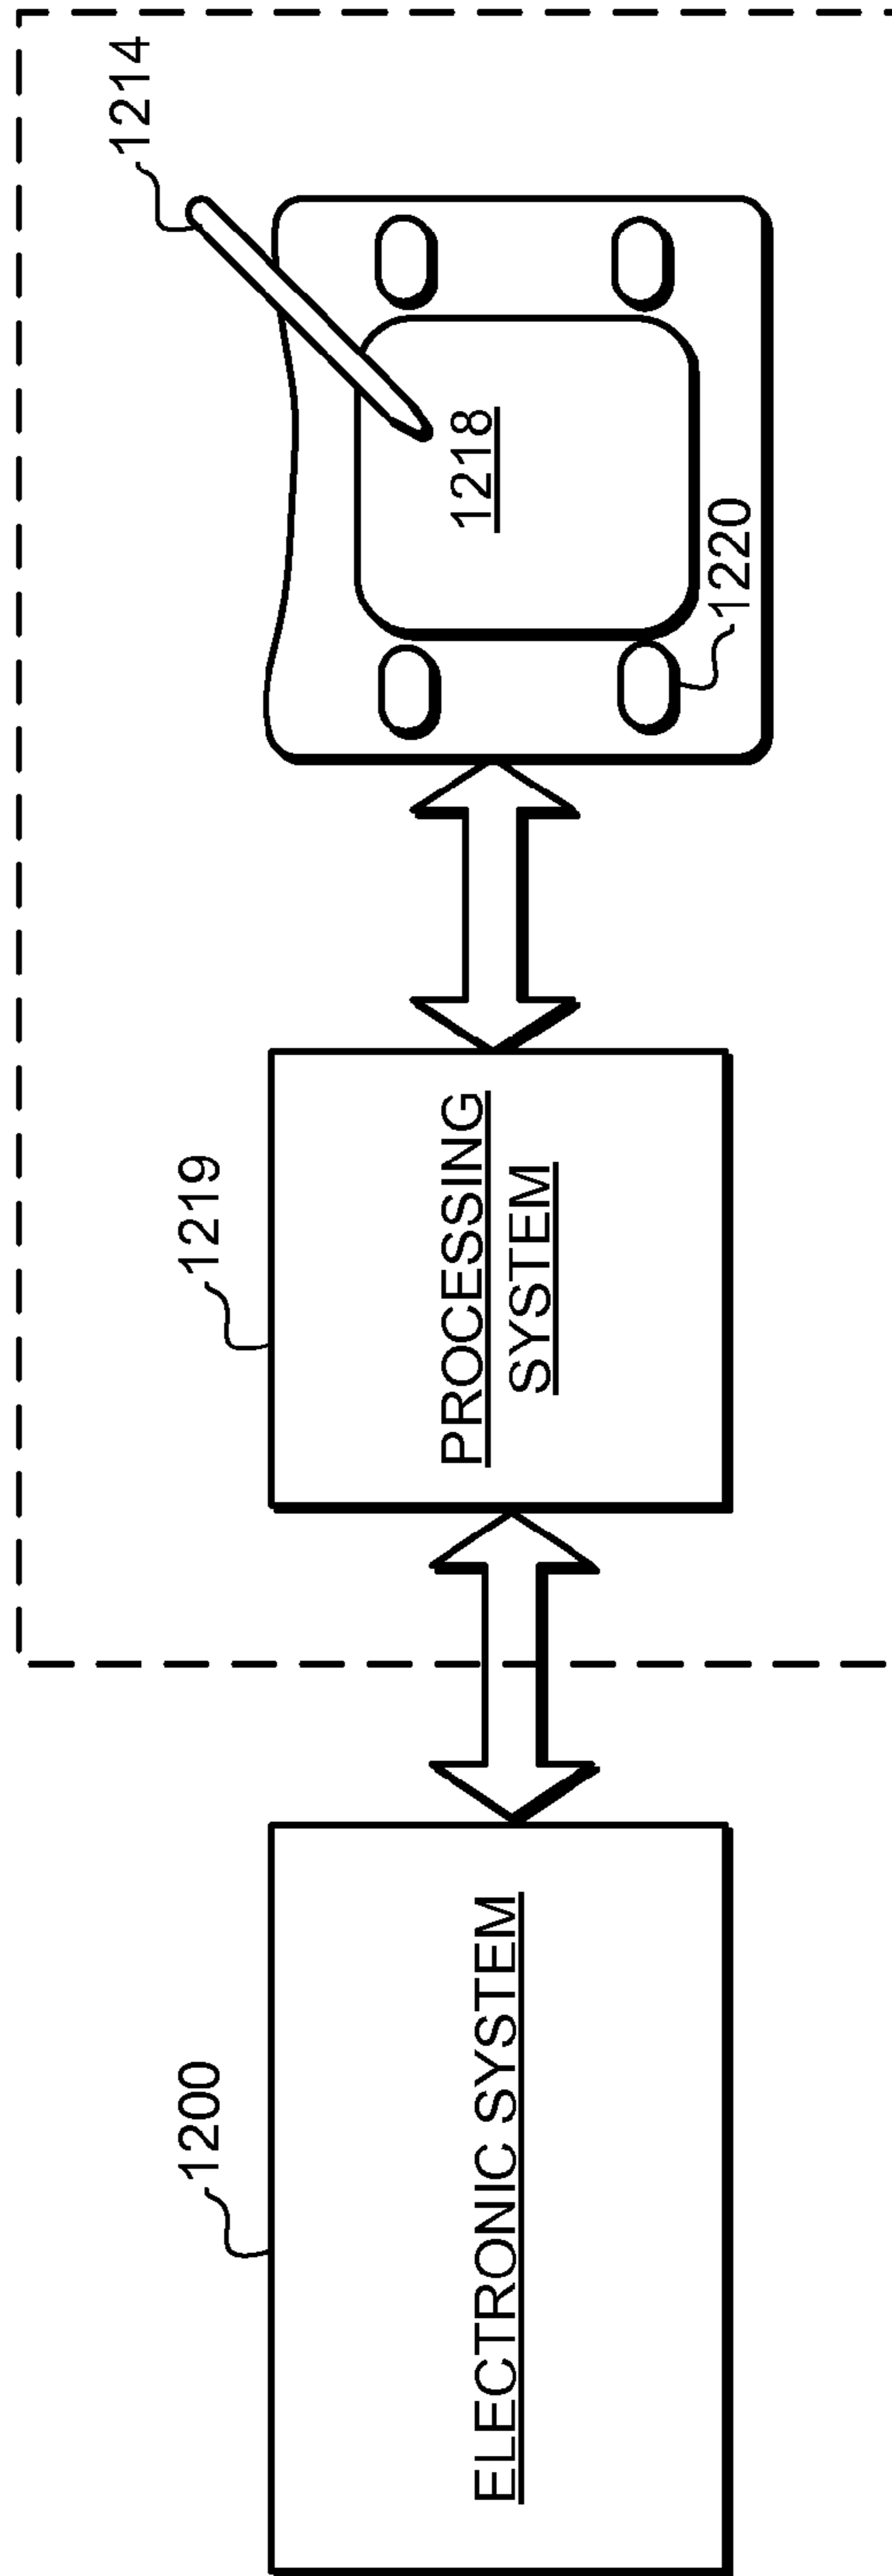 1200
ELECTRONIC SYSTEM
1219
PROCESSING
SYSTEM
1214
1218
1220